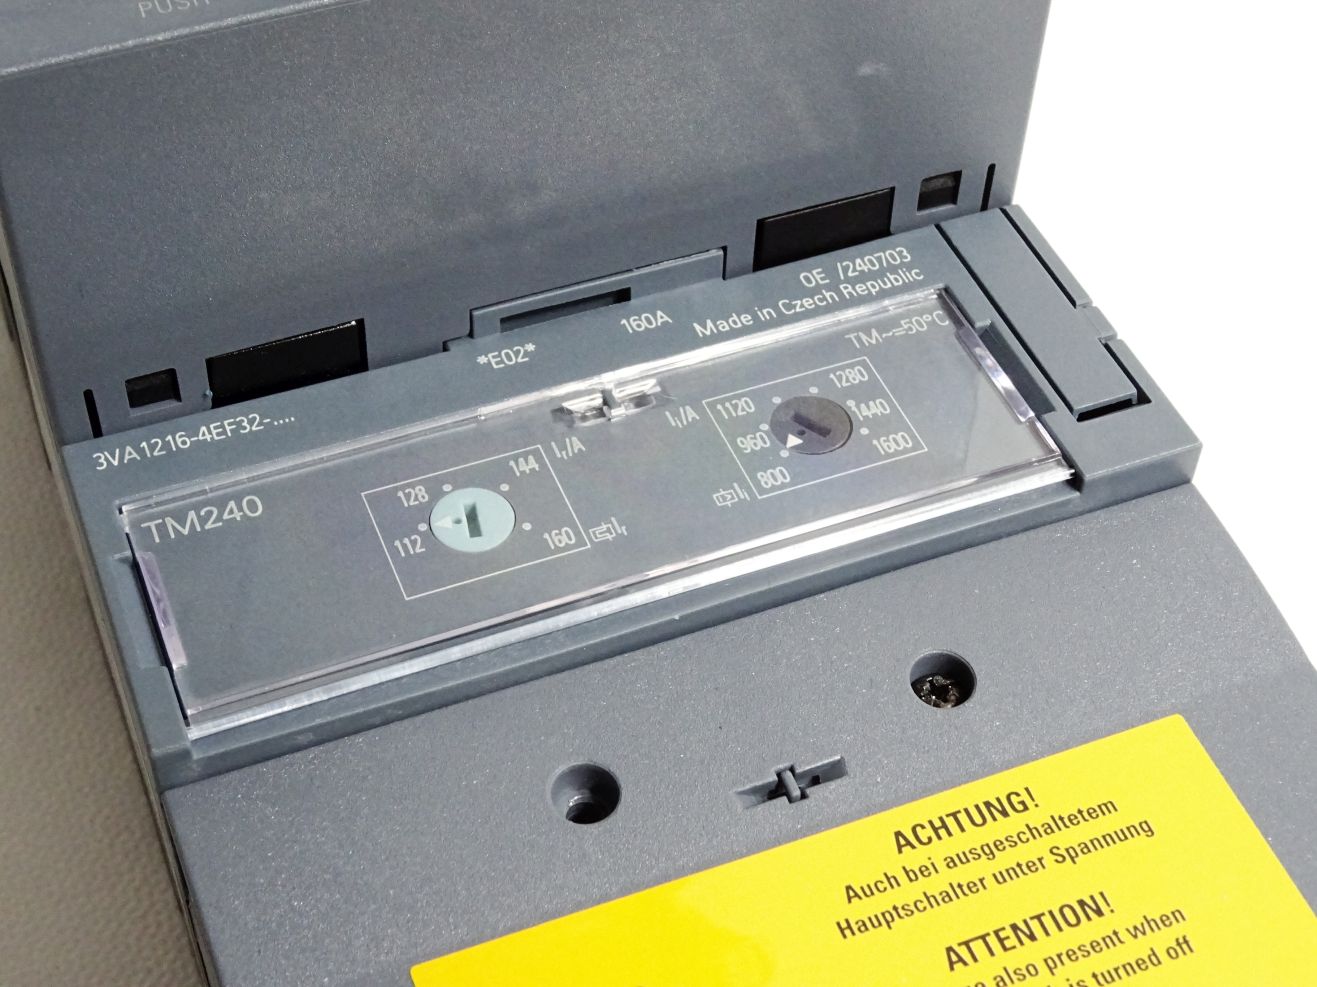 PUSH
OE /240703
160A Made in Czech Republic
*E02*
3VA1216-4EF32-....
TM~=50°C
TM240
Ir/A
128 144
112 160
Ir
Ii/A
1120 1280
960 1440
800 1600
Ii
ACHTUNG!
Auch bei ausgeschaltetem
Hauptschalter unter Spannung
ATTENTION!
also present when
is turned off